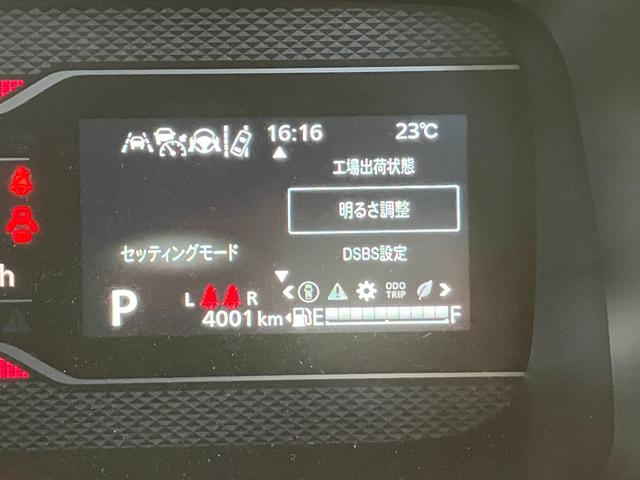 16:16 23℃
工場出荷状態
明るさ調整
セッティングモード DSBS設定
h
P L R ODO TRIP
4001 km E F